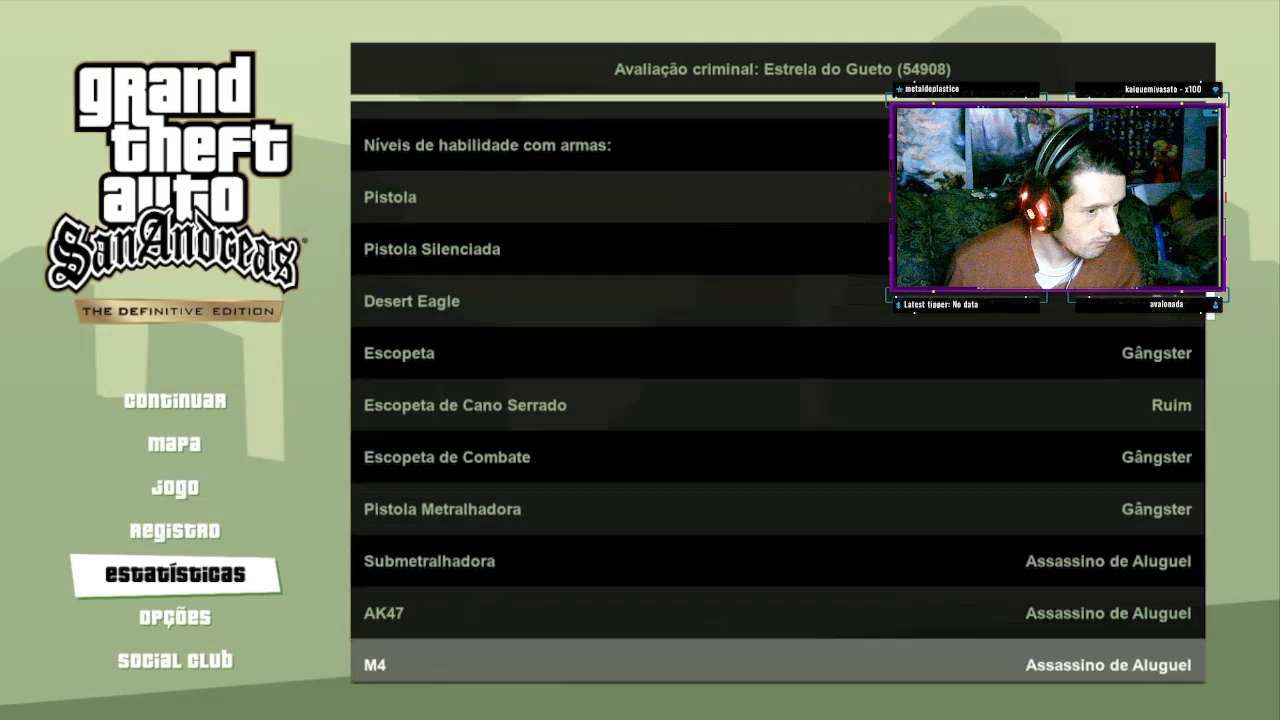 grand
theft
auto
San Andreas
THE DEFINITIVE EDITION
continuar
mapa
jogo
registro
estatísticas
opções
social club
Avaliação criminal: Estrela do Gueto (54908)
metaldeplastico
kaiquemivasato - x100
Níveis de habilidade com armas:
Pistola
Pistola Silenciada
Desert Eagle
Latest tipper: No data
avalonada
Escopeta Gângster
Escopeta de Cano Serrado Ruim
Escopeta de Combate Gângster
Pistola Metralhadora Gângster
Submetralhadora Assassino de Aluguel
AK47 Assassino de Aluguel
M4 Assassino de Aluguel